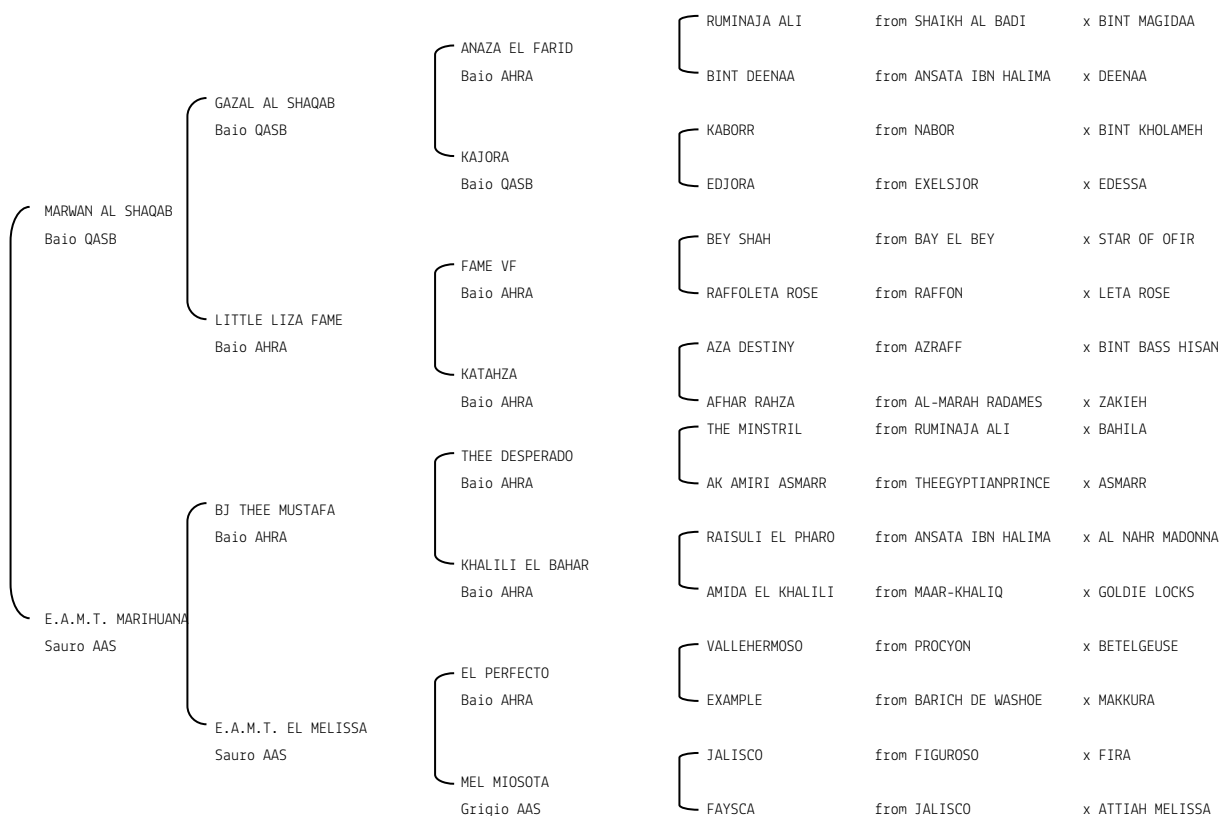 RUMINAJA ALI from SHAIKH AL BADI x BINT MAGIDAA
ANAZA EL FARID
Baio AHRA BINT DEENAA from ANSATA IBN HALIMA x DEENAA
GAZAL AL SHAQAB
Baio QASB KABORR from NABOR x BINT KHOLAMEH
KAJORA
Baio QASB EDJORA from EXELSJOR x EDESSA
MARWAN AL SHAQAB
Baio QASB BEY SHAH from BAY EL BEY x STAR OF OFIR
FAME VF
Baio AHRA RAFFOLETA ROSE from RAFFON x LETA ROSE
LITTLE LIZA FAME
Baio AHRA AZA DESTINY from AZRAFF x BINT BASS HISAN
KATAHZA
Baio AHRA AFHAR RAHZA from AL-MARAH RADAMES x ZAKIEH
THE MINSTRIL from RUMINAJA ALI x BAHILA
THEE DESPERADO
Baio AHRA AK AMIRI ASMARR from THEEGYPTIANPRINCE x ASMARR
BJ THEE MUSTAFA
Baio AHRA RAISULI EL PHARO from ANSATA IBN HALIMA x AL NAHR MADONNA
KHALILI EL BAHAR
Baio AHRA AMIDA EL KHALILI from MAAR-KHALIQ x GOLDIE LOCKS
E.A.M.T. MARIHUANA
Sauro AAS VALLEHERMOSO from PROCYON x BETELGEUSE
EL PERFECTO
Baio AHRA EXAMPLE from BARICH DE WASHOE x MAKKURA
E.A.M.T. EL MELISSA
Sauro AAS JALISCO from FIGUROSO x FIRA
MEL MIOSOTA
Grigio AAS FAYSCA from JALISCO x ATTIAH MELISSA